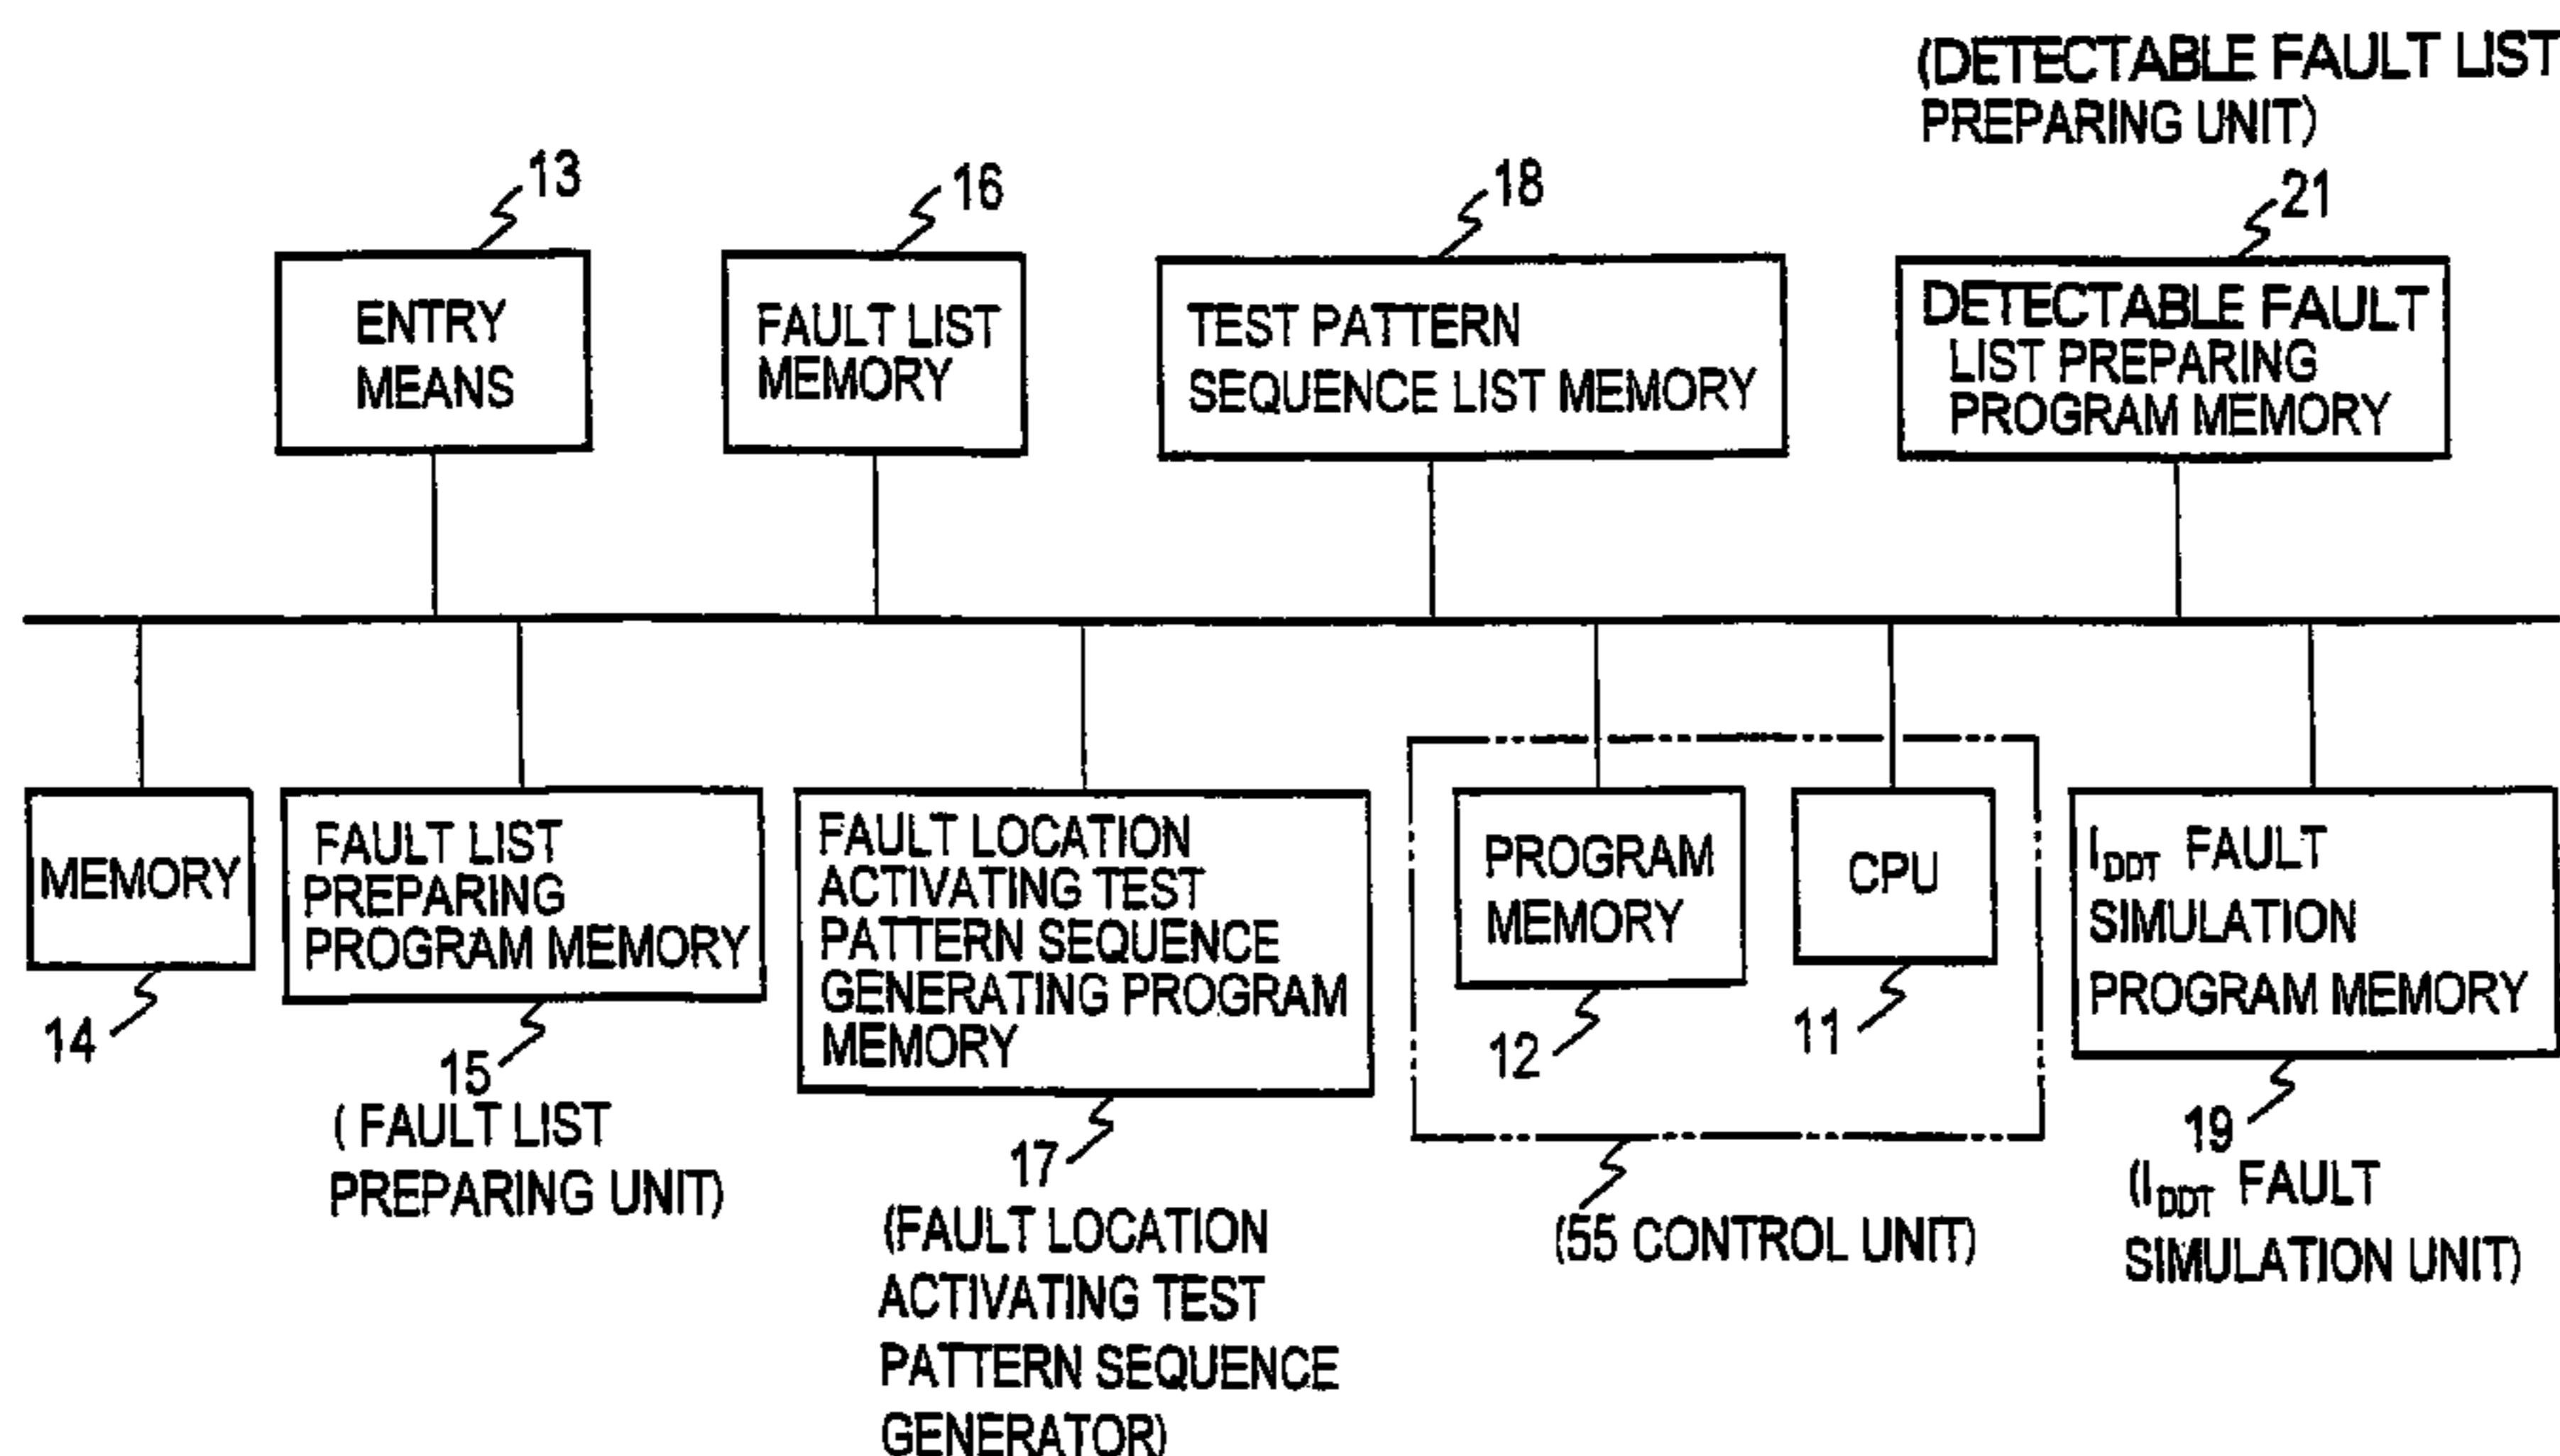 (DETECTABLE FAULT LIST
PREPARING UNIT)
13
16
18
21
ENTRY
MEANS
FAULT LIST
MEMORY
TEST PATTERN
SEQUENCE LIST MEMORY
DETECTABLE FAULT
LIST PREPARING
PROGRAM MEMORY
MEMORY
14
FAULT LIST
PREPARING
PROGRAM MEMORY
15
( FAULT LIST
PREPARING UNIT)
FAULT LOCATION
ACTIVATING TEST
PATTERN SEQUENCE
GENERATING PROGRAM
MEMORY
17
(FAULT LOCATION
ACTIVATING TEST
PATTERN SEQUENCE
GENERATOR)
PROGRAM
MEMORY
12
CPU
11
(55 CONTROL UNIT)
IDDT FAULT
SIMULATION
PROGRAM MEMORY
19
(IDDT FAULT
SIMULATION UNIT)